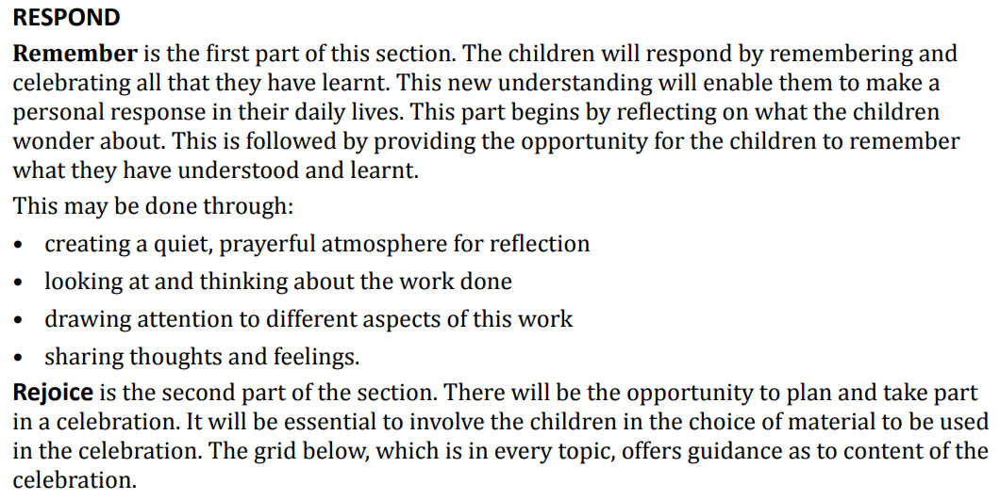 RESPOND
Remember is the first part of this section. The children will respond by remembering and
celebrating all that they have learnt. This new understanding will enable them to make a
personal response in their daily lives. This part begins by reflecting on what the children
wonder about. This is followed by providing the opportunity for the children to remember
what they have understood and learnt.
This may be done through:
• creating a quiet, prayerful atmosphere for reflection
• looking at and thinking about the work done
• drawing attention to different aspects of this work
• sharing thoughts and feelings.
Rejoice is the second part of the section. There will be the opportunity to plan and take part
in a celebration. It will be essential to involve the children in the choice of material to be used
in the celebration. The grid below, which is in every topic, offers guidance as to content of the
celebration.